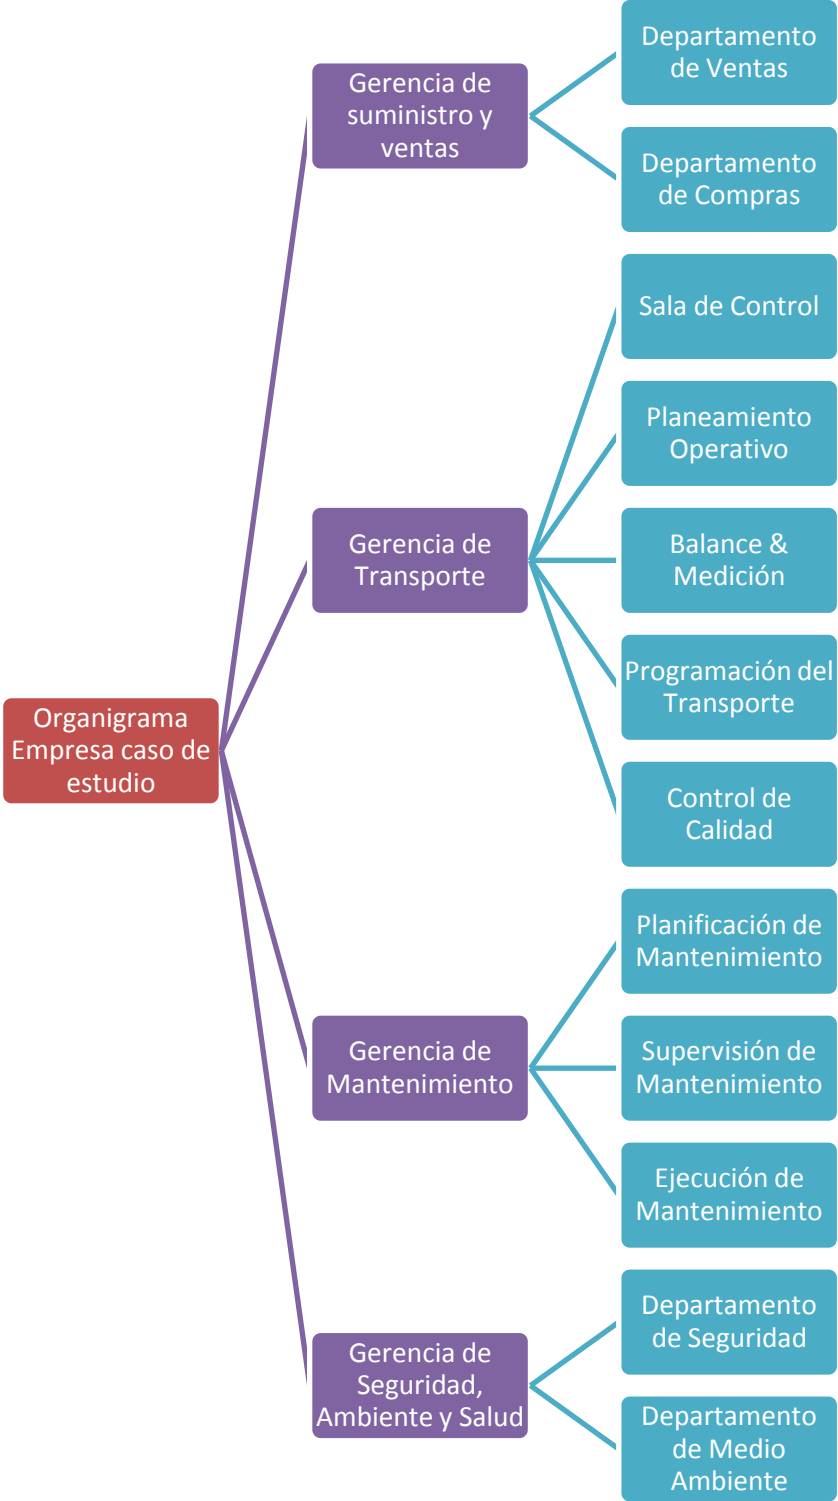 Organigrama
Empresa caso de
estudio
Gerencia de
suministro y
ventas
Departamento
de Ventas
Departamento
de Compras
Gerencia de
Transporte
Sala de Control
Planeamiento
Operativo
Balance &
Medición
Programación del
Transporte
Control de
Calidad
Gerencia de
Mantenimiento
Planificación de
Mantenimiento
Supervisión de
Mantenimiento
Ejecución de
Mantenimiento
Gerencia de
Seguridad,
Ambiente y Salud
Departamento
de Seguridad
Departamento
de Medio
Ambiente